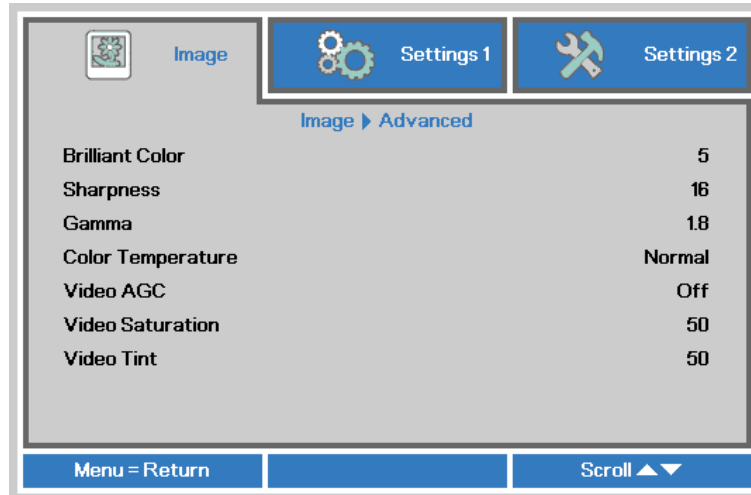 Image Settings 1 Settings 2
Image ▶ Advanced
Brilliant Color 5
Sharpness 16
Gamma 1.8
Color Temperature Normal
Video AGC Off
Video Saturation 50
Video Tint 50
Menu = Return Scroll ▲▼